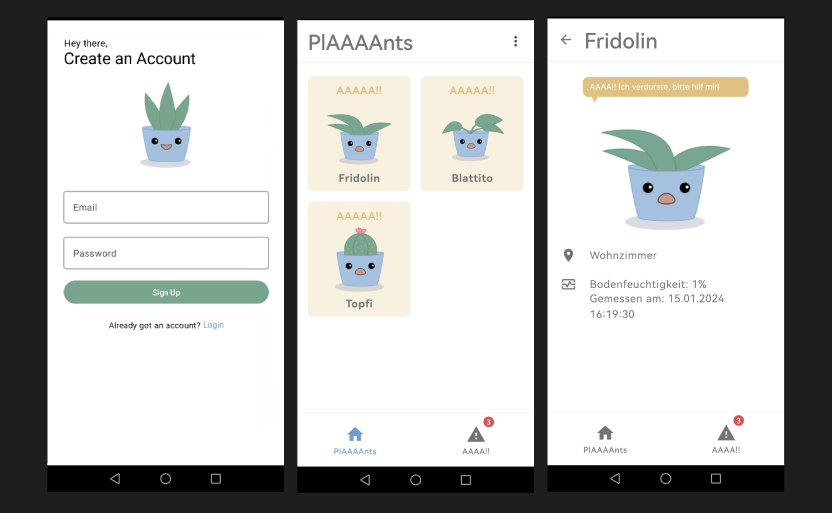 Hey there,
Create an Account
Email
Password
Sign Up
Already got an account? Login
PlAAAAnts
AAAAA!!
AAAAA!!
Fridolin
Blattito
AAAAA!!
Topfi
3
PlAAAAnts
AAAA!!
Fridolin
AAAA!! Ich verdurste, bitte hilf mir!
Wohnzimmer
Bodenfeuchtigkeit: 1%
Gemessen am: 15.01.2024
16:19:30
3
PlAAAAnts
AAAA!!